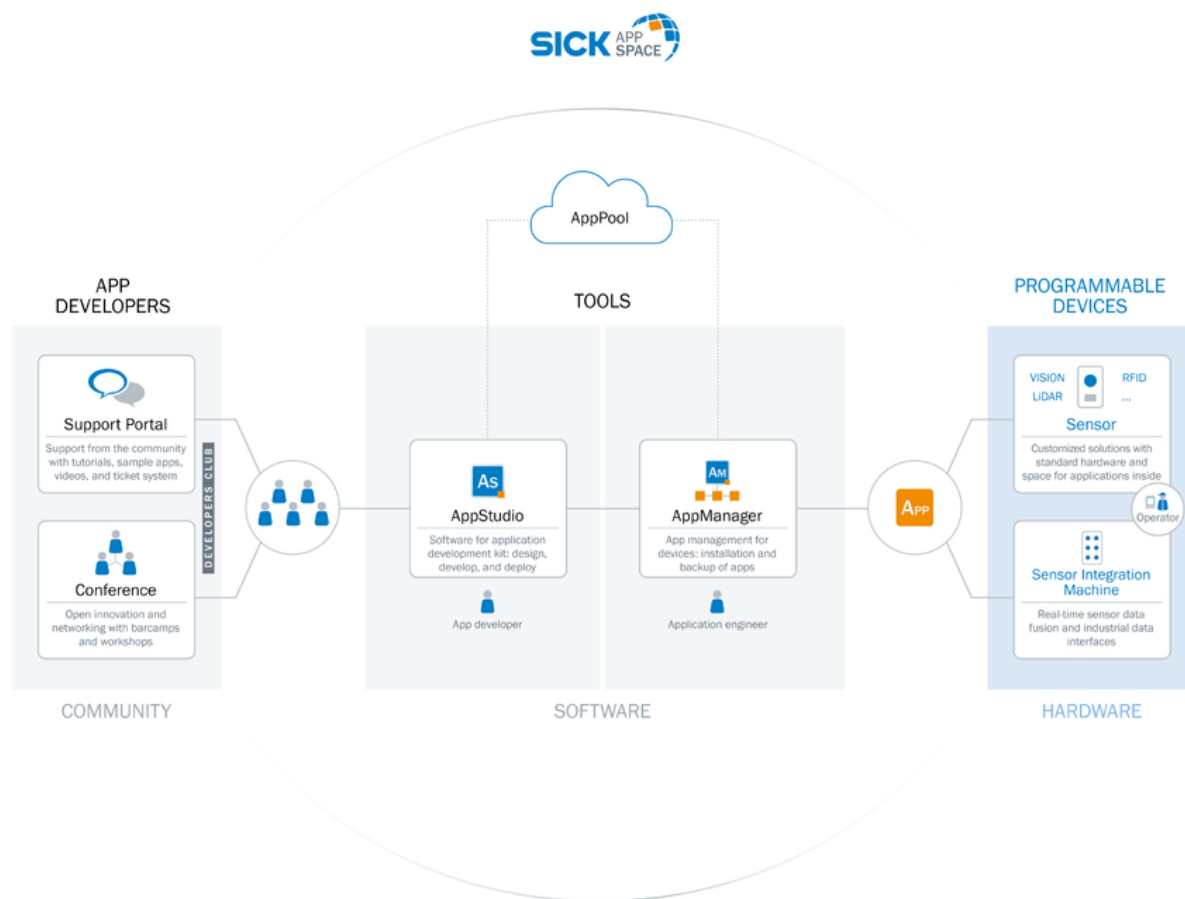 SICK APP SPACE
AppPool
APP
DEVELOPERS
TOOLS
PROGRAMMABLE
DEVICES
Support Portal
Support from the community
with tutorials, sample apps,
videos, and ticket system
Conference
Open innovation and
networking with barcamps
and workshops
DEVELOPERS CLUB
As
AppStudio
Software for application
development kit: design,
develop, and deploy
App developer
AM
AppManager
App management for
devices: installation and
backup of apps
Application engineer
APP
VISION
RFID
LiDAR
...
Sensor
Customized solutions with
standard hardware and
space for applications inside
Operator
Sensor Integration
Machine
Real-time sensor data
fusion and industrial data
interfaces
COMMUNITY
SOFTWARE
HARDWARE